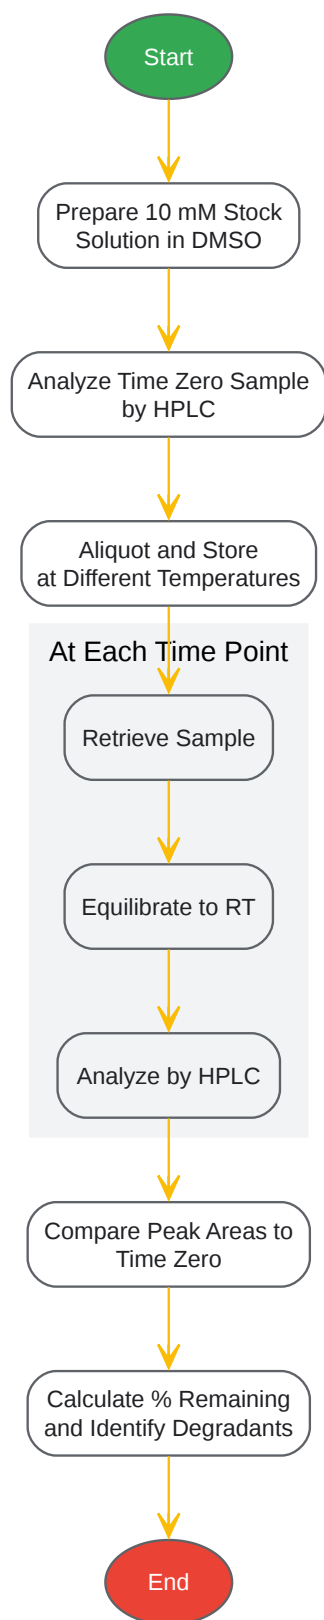 Start
Prepare 10 mM Stock
Solution in DMSO
Analyze Time Zero Sample
by HPLC
Aliquot and Store
at Different Temperatures
At Each Time Point
Retrieve Sample
Equilibrate to RT
Analyze by HPLC
Compare Peak Areas to
Time Zero
Calculate % Remaining
and Identify Degradants
End